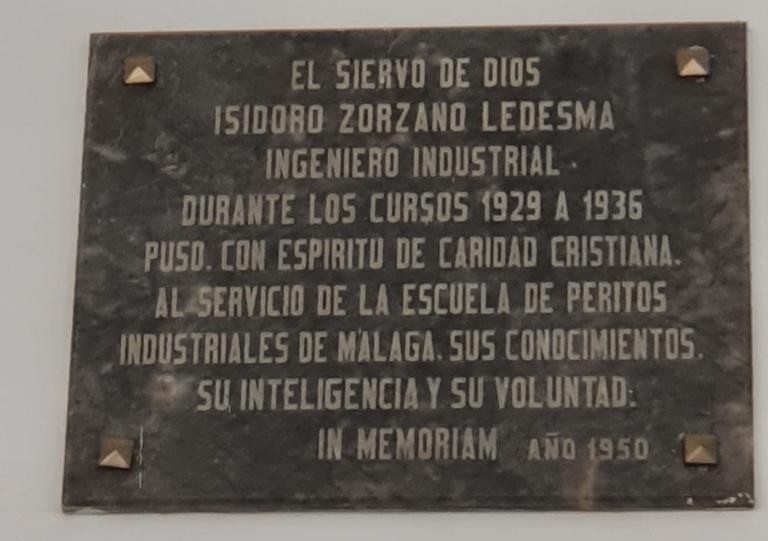 EL SIERVO DE DIOS
ISIDORO ZORZANO LEDESMA
INGENIERO INDUSTRIAL
DURANTE LOS CURSOS 1929 A 1936
PUSO, CON ESPIRITU DE CARIDAD CRISTIANA,
AL SERVICIO DE LA ESCUELA DE PERITOS
INDUSTRIALES DE MALAGA, SUS CONOCIMIENTOS,
SU INTELIGENCIA Y SU VOLUNTAD.
IN MEMORIAM AÑO 1950